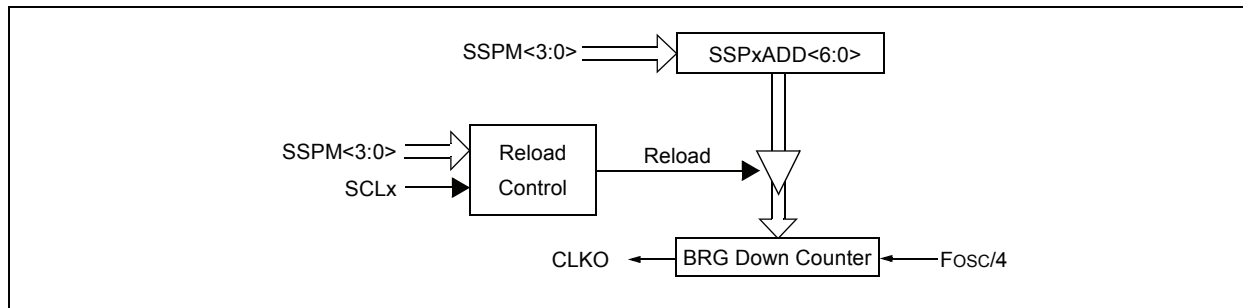 SSPM<3:0>
SSPxADD<6:0>
SSPM<3:0>
SCLx
Reload
Control
Reload
CLKO
BRG Down Counter
FOSC/4